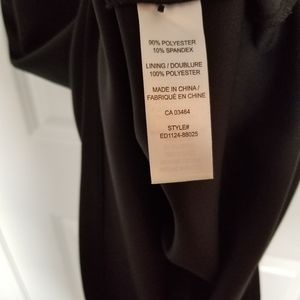 90% POLYESTER
10% SPANDEX
LINING / DOUBLURE
100% POLYESTER
MADE IN CHINA /
FABRIQUÉ EN CHINE
CA 03464
STYLE#
ED1124-88025